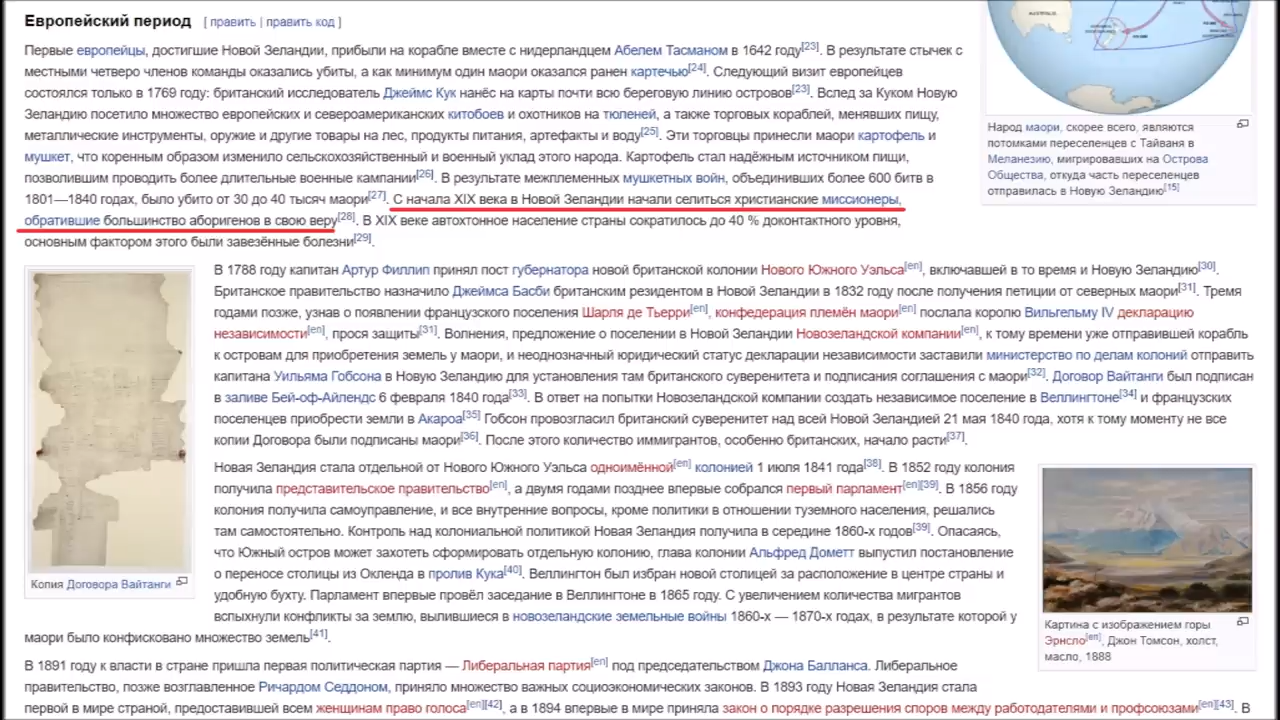 Европейский период [ править | править код ]
Первые европейцы, достигшие Новой Зеландии, прибыли на корабле вместе с нидерландцем Абелем Тасманом в 1642 году[23]. В результате стычек с
местными четверо членов команды оказались убиты, а как минимум один маори оказался ранен картечью[24]. Следующий визит европейцев
состоялся только в 1769 году: британский исследователь Джеймс Кук нанёс на карты почти всю береговую линию островов[23]. Вслед за Куком Новую
Зеландию посетило множество европейских и североамериканских китобоев и охотников на тюленей, а также торговых кораблей, менявших пищу,
металлические инструменты, оружие и другие товары на лес, продукты питания, артефакты и воду[25]. Эти торговцы принесли маори картофель и
мушкет, что коренным образом изменило сельскохозяйственный и военный уклад этого народа. Картофель стал надёжным источником пищи,
позволившим проводить более длительные военные кампании[26]. В результате межплеменных мушкетных войн, объединивших более 600 битв в
1801—1840 годах, было убито от 30 до 40 тысяч маори[27]. С начала XIX века в Новой Зеландии начали селиться христианские миссионеры,
обратившие большинство аборигенов в свою веру[28]. В XIX веке автохтонное население страны сократилось до 40 % доконтактного уровня,
основным фактором этого были завезённые болезни[29].
Народ маори, скорее всего, являются
потомками переселенцев с Тайваня в
Меланезию, мигрировавших на Острова
Общества, откуда часть переселенцев
отправилась в Новую Зеландию[15]
В 1788 году капитан Артур Филлип принял пост губернатора новой британской колонии Нового Южного Уэльса[en], включавшей в то время и Новую Зеландию[30].
Британское правительство назначило Джеймса Басби британским резидентом в Новой Зеландии в 1832 году после получения петиции от северных маори[31]. Тремя
годами позже, узнав о появлении французского поселения Шарля де Тьерри[en], конфедерация племён маори[en] послала королю Вильгельму IV декларацию
независимости[en], прося защиты[31]. Волнения, предложение о поселении в Новой Зеландии Новозеландской компании[en], к тому времени уже отправившей корабль
к островам для приобретения земель у маори, и неоднозначный юридический статус декларации независимости заставили министерство по делам колоний отправить
капитана Уильяма Гобсона в Новую Зеландию для установления там британского суверенитета и подписания соглашения с маори[32]. Договор Вайтанги был подписан
в заливе Бей-оф-Айлендс 6 февраля 1840 года[33]. В ответ на попытки Новозеландской компании создать независимое поселение в Веллингтоне[34] и французских
поселенцев приобрести земли в Акароа[35] Гобсон провозгласил британский суверенитет над всей Новой Зеландией 21 мая 1840 года, хотя к тому моменту не все
копии Договора были подписаны маори[36]. После этого количество иммигрантов, особенно британских, начало расти[37].
Копия Договора Вайтанги
Новая Зеландия стала отдельной от Нового Южного Уэльса одноимённой[en] колонией 1 июля 1841 года[38]. В 1852 году колония
получила представительское правительство[en], а двумя годами позднее впервые собрался первый парламент[en][39]. В 1856 году
колония получила самоуправление, и все внутренние вопросы, кроме политики в отношении туземного населения, решались
там самостоятельно. Контроль над колониальной политикой Новая Зеландия получила в середине 1860-х годов[39]. Опасаясь,
что Южный остров может захотеть сформировать отдельную колонию, глава колонии Альфред Дометт выпустил постановление
о переносе столицы из Окленда в пролив Кука[40]. Веллингтон был избран новой столицей за расположение в центре страны и
удобную бухту. Парламент впервые провёл заседание в Веллингтоне в 1865 году. С увеличением количества мигрантов
вспыхнули конфликты за землю, вылившиеся в новозеландские земельные войны 1860-х — 1870-х годах, в результате которой у
маори было конфисковано множество земель[41].
Картина с изображением горы
Эрнсло[en], Джон Томсон, холст,
масло, 1888
В 1891 году к власти в стране пришла первая политическая партия — Либеральная партия[en] под председательством Джона Балланса. Либеральное
правительство, позже возглавленное Ричардом Седдоном, приняло множество важных социоэкономических законов. В 1893 году Новая Зеландия стала
первой в мире страной, предоставившей всем женщинам право голоса[en][42], а в 1894 впервые в мире приняла закон о порядке разрешения споров между работодателями и профсоюзами[en][43]. В